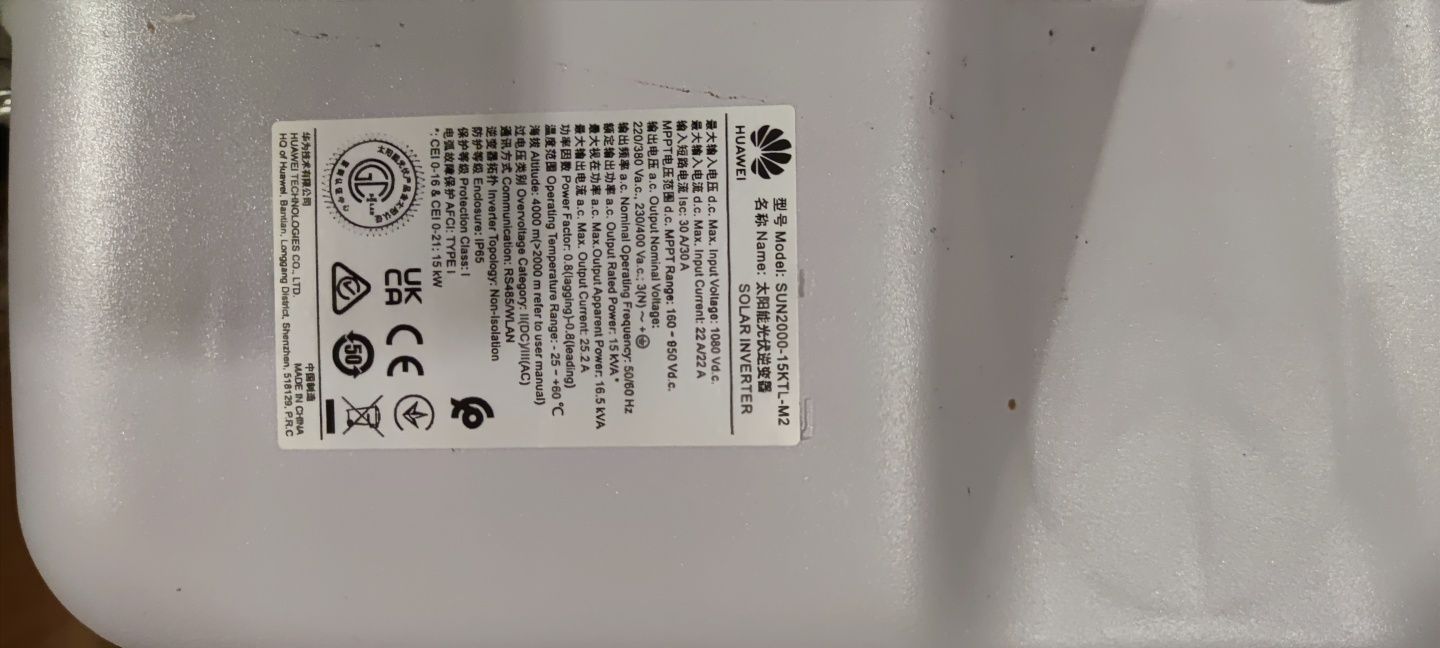 HUAWEI
型号 Model: SUN2000-15KTL-M2
名称 Name: 太阳能光伏逆变器
SOLAR INVERTER
最大输入电压 d.c. Max. Input Voltage: 1080 Vd.c.
最大输入电流 d.c. Max. Input Current: 22 A/22 A
输入短路电流 Isc: 30 A/30 A
MPPT电压范围 d.c. MPPT Range: 160 - 950 Vd.c.
输出电压 a.c. Output Nominal Voltage:
220/380 Va.c., 230/400 Va.c.; 3(N) ~ +
输出频率 a.c. Nominal Operating Frequency: 50/60 Hz
额定输出功率 a.c. Output Rated Power: 15 kVA *
最大视在功率 a.c. Max. Output Apparent Power: 16.5 kVA
最大输出电流 a.c. Max. Output Current: 25.2 A
功率因数 Power Factor: 0.8(lagging)-0.8(leading)
温度范围 Operating Temperature Range: - 25 - +60 °C
海拔 Altitude: 4000 m(>2000 m refer to user manual)
过电压类别 Overvoltage Category: II(DC)/III(AC)
通讯方式 Communication: RS485/WLAN
逆变器拓扑 Inverter Topology: Non-isolation
防护等级 Enclosure: IP65
保护等级 Protection Class: I
电弧故障保护 AFCI: TYPE I
*: CEI 0-16 & CEI 0-21: 15 kW
UK
CA
CE
50
华为技术有限公司
HUAWEI TECHNOLOGIES CO., LTD.
中国制造
MADE IN CHINA
HQ of Huawei, Bantian, Longgang District, Shenzhen, 518129, P.R.C